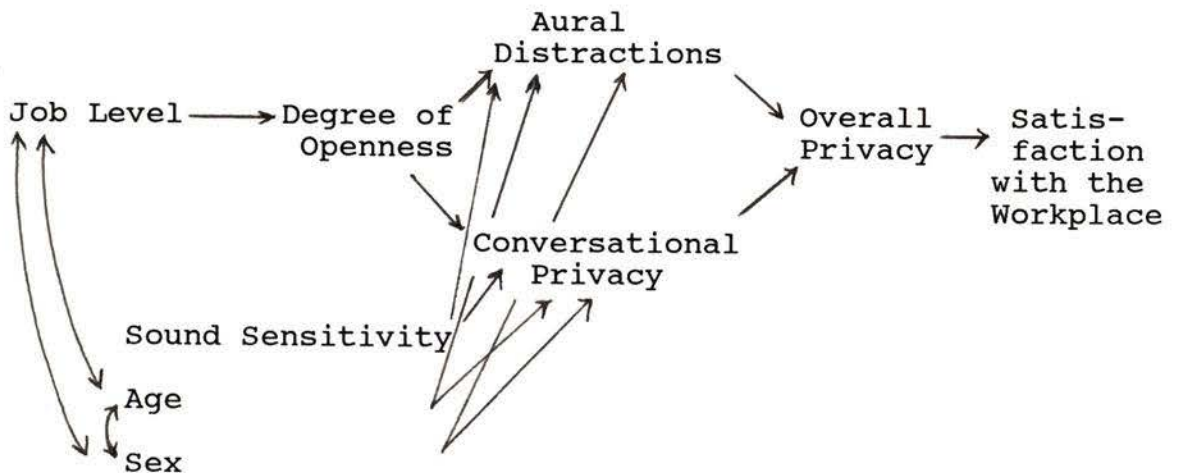 Aural
Distractions
Job Level
Degree of
Openness
Overall
Privacy
Satis-
faction
with the
Workplace
Conversational
Privacy
Sound Sensitivity
Age
Sex